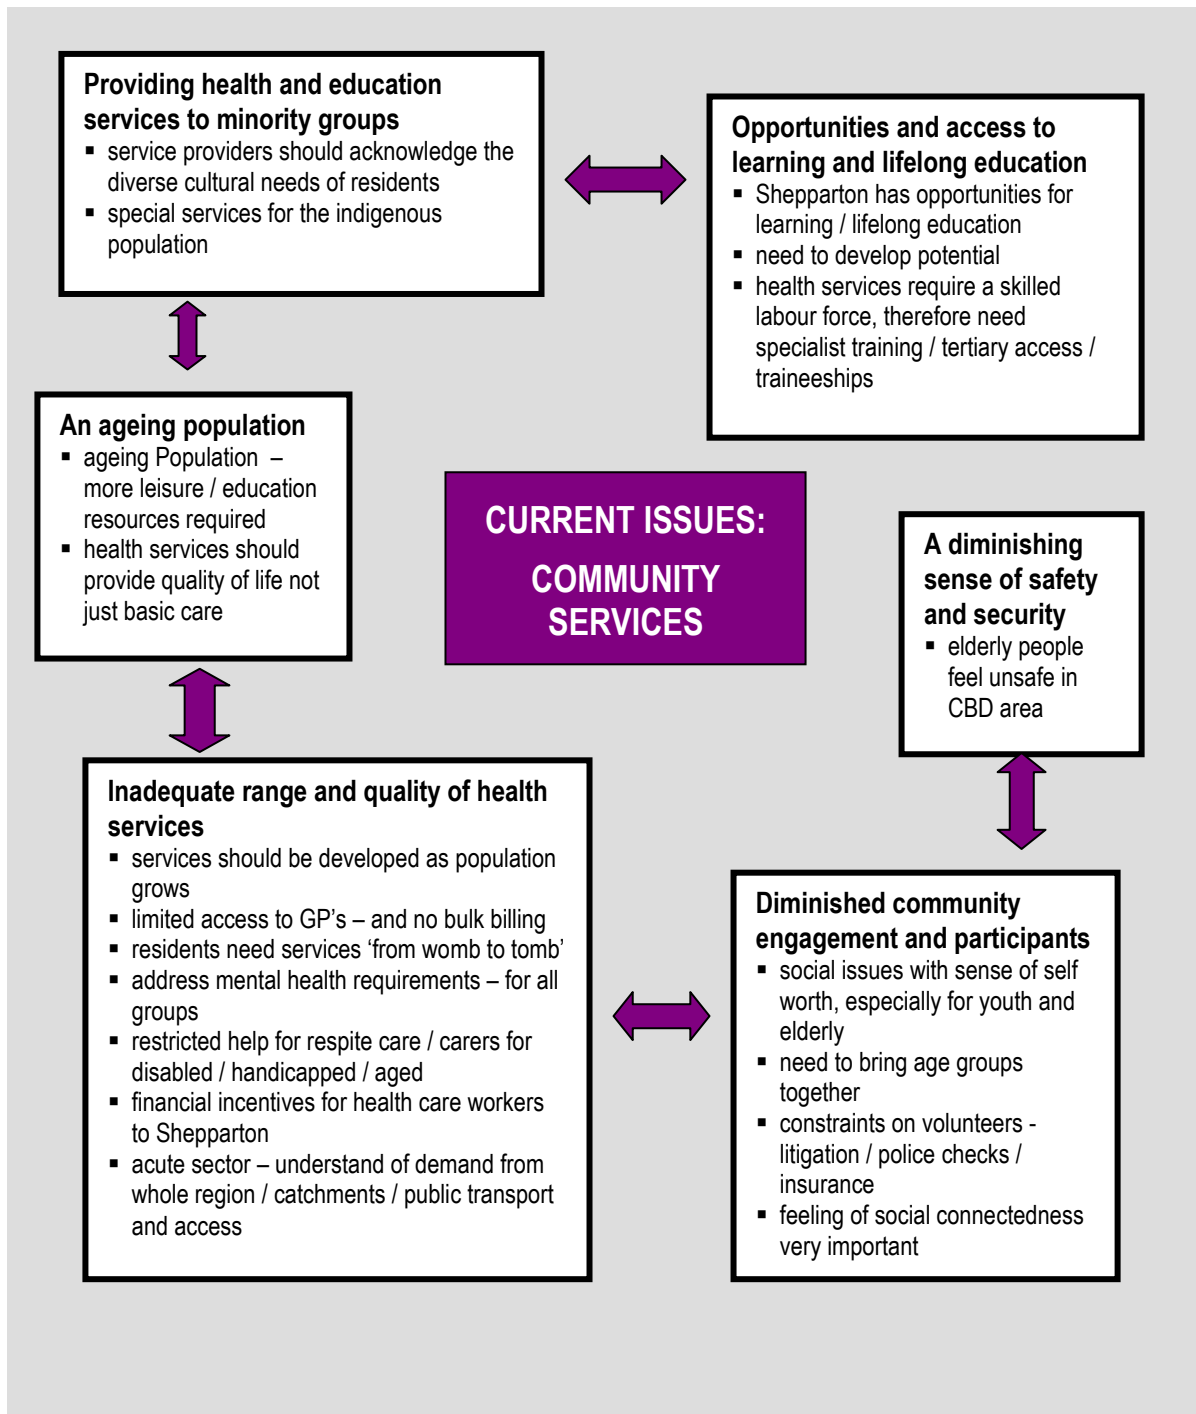 Providing health and education
services to minority groups
▪ service providers should acknowledge the
diverse cultural needs of residents
▪ special services for the indigenous
population
Opportunities and access to
learning and lifelong education
▪ Shepparton has opportunities for
learning / lifelong education
▪ need to develop potential
▪ health services require a skilled
labour force, therefore need
specialist training / tertiary access /
traineeships
An ageing population
▪ ageing Population –
more leisure / education
resources required
▪ health services should
provide quality of life not
just basic care
CURRENT ISSUES:
COMMUNITY
SERVICES
A diminishing
sense of safety
and security
▪ elderly people
feel unsafe in
CBD area
Inadequate range and quality of health
services
▪ services should be developed as population
grows
▪ limited access to GP’s – and no bulk billing
▪ residents need services ‘from womb to tomb’
▪ address mental health requirements – for all
groups
▪ restricted help for respite care / carers for
disabled / handicapped / aged
▪ financial incentives for health care workers
to Shepparton
▪ acute sector – understand of demand from
whole region / catchments / public transport
and access
Diminished community
engagement and participants
▪ social issues with sense of self
worth, especially for youth and
elderly
▪ need to bring age groups
together
▪ constraints on volunteers -
litigation / police checks /
insurance
▪ feeling of social connectedness
very important